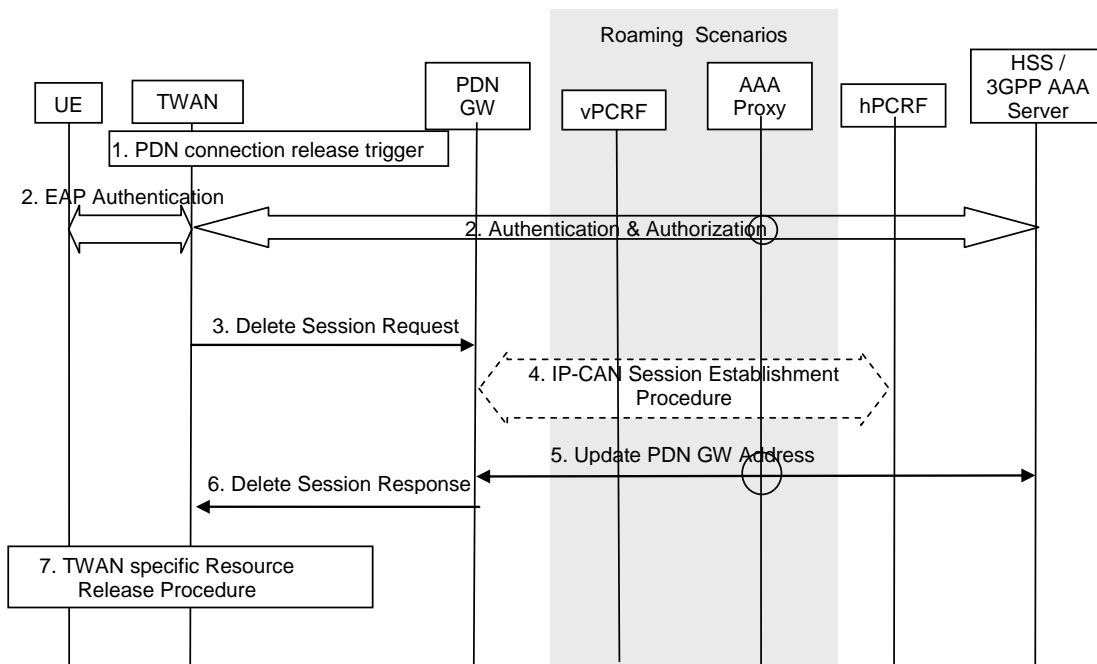 Roaming Scenarios
UE
TWAN
PDN
GW
vPCRF
AAA
Proxy
hPCRF
HSS /
3GPP AAA
Server
1. PDN connection release trigger
2. EAP Authentication
2. Authentication & Authorization
3. Delete Session Request
4. IP-CAN Session Establishment
Procedure
5. Update PDN GW Address
6. Delete Session Response
7. TWAN specific Resource
Release Procedure